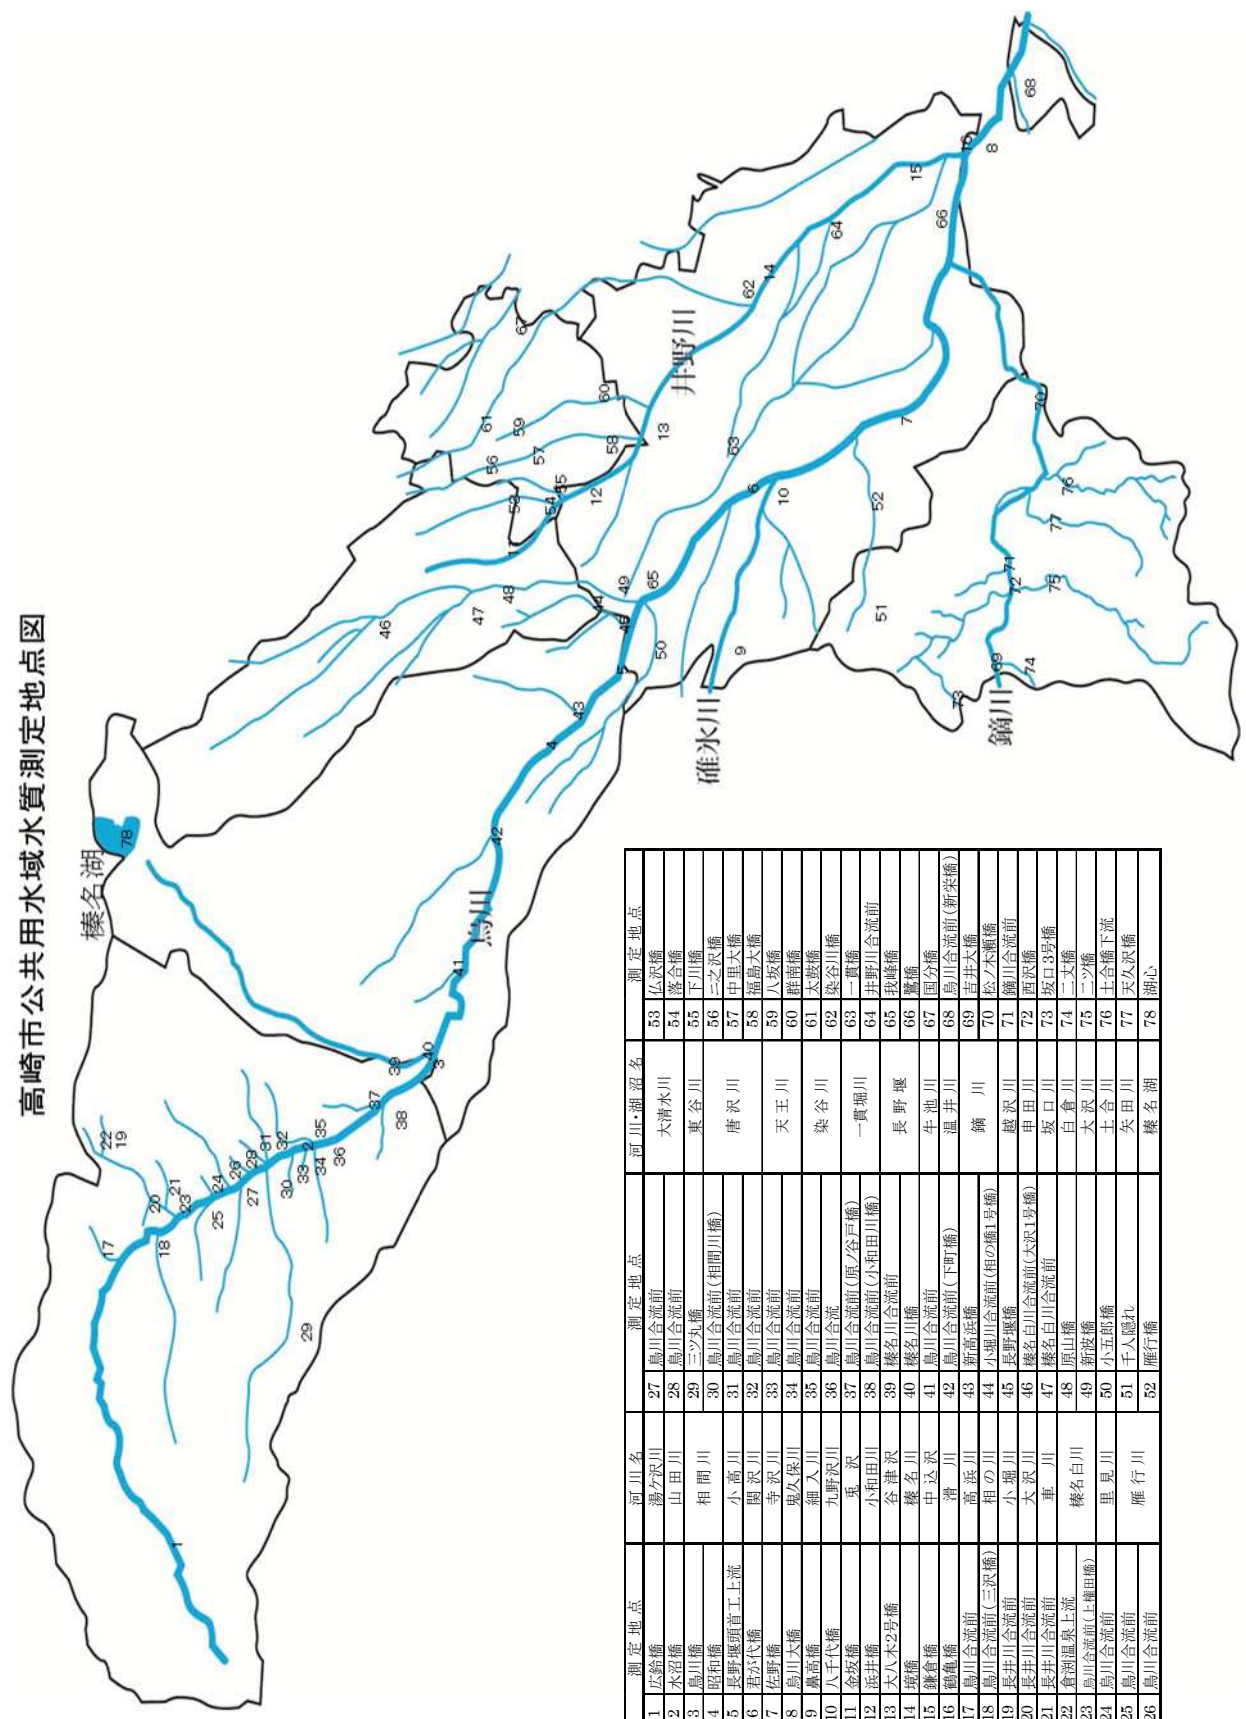 高崎市公共用水域水質測定地点図
榛名湖
烏川
碓氷川
井野川
鏑川
測定地点 河川名 測定地点 河川・湖沼名 測定地点
1 広鈴橋 湯ケ沢川 27 烏川合流前 大清水川 53 仏沢橋
2 水沼橋 山田川 28 烏川合流前 54 落合橋
3 烏川橋 相間川 29 三ツ丸橋 東谷川 55 下川橋
4 昭和橋 30 烏川合流前(相間川橋) 唐沢川 56 二之沢橋
5 長野堰頭首工上流 小高川 31 烏川合流前 57 中里大橋
6 君が代橋 関沢川 32 烏川合流前 58 福島大橋
7 佐野橋 寺沢川 33 烏川合流前 天王川 59 八坂橋
8 烏川大橋 鬼久保川 34 烏川合流前 60 群南橋
9 鼻高橋 細入川 35 烏川合流前 染谷川 61 太鼓橋
10 八千代橋 九野沢川 36 烏川合流 62 染谷川橋
11 金坂橋 兎沢 37 烏川合流前(原ノ谷戸橋) 一貫堀川 63 一貫橋
12 浜井橋 小和田川 38 烏川合流前(小和田川橋) 64 井野川合流前
13 大八木2号橋 谷津沢 39 榛名川合流前 長野堰 65 我峰橋
14 境橋 榛名川 40 榛名川橋 66 鷺橋
15 鎌倉橋 中込沢 41 烏川合流前 牛池川 67 国分橋
16 鶴亀橋 滑川 42 烏川合流前(下町橋) 温井川 68 烏川合流前(新栄橋)
17 烏川合流前 高浜川 43 新高浜橋 鏑川 69 吉井大橋
18 烏川合流前(三沢橋) 相の川 44 小堀川合流前(相の橋1号橋) 70 松ノ木瀬橋
19 長井川合流前 小堀川 45 長野堰橋 越沢川 71 鏑川合流前
20 長井川合流前 大沢川 46 榛名白川合流前(大沢1号橋) 申田川 72 西沢橋
21 長井川合流前 車川 47 榛名白川合流前 坂口川 73 坂口3号橋
22 倉渕温泉上流 榛名白川 48 原山橋 白倉川 74 二丈橋
23 烏川合流前(上権田橋) 49 新波橋 大沢川 75 三ツ橋
24 烏川合流前 里見川 50 小五郎橋 土合川 76 土合橋下流
25 烏川合流前 雁行川 51 千人隠れ 矢田川 77 天久沢橋
26 烏川合流前 52 雁行橋 榛名湖 78 湖心